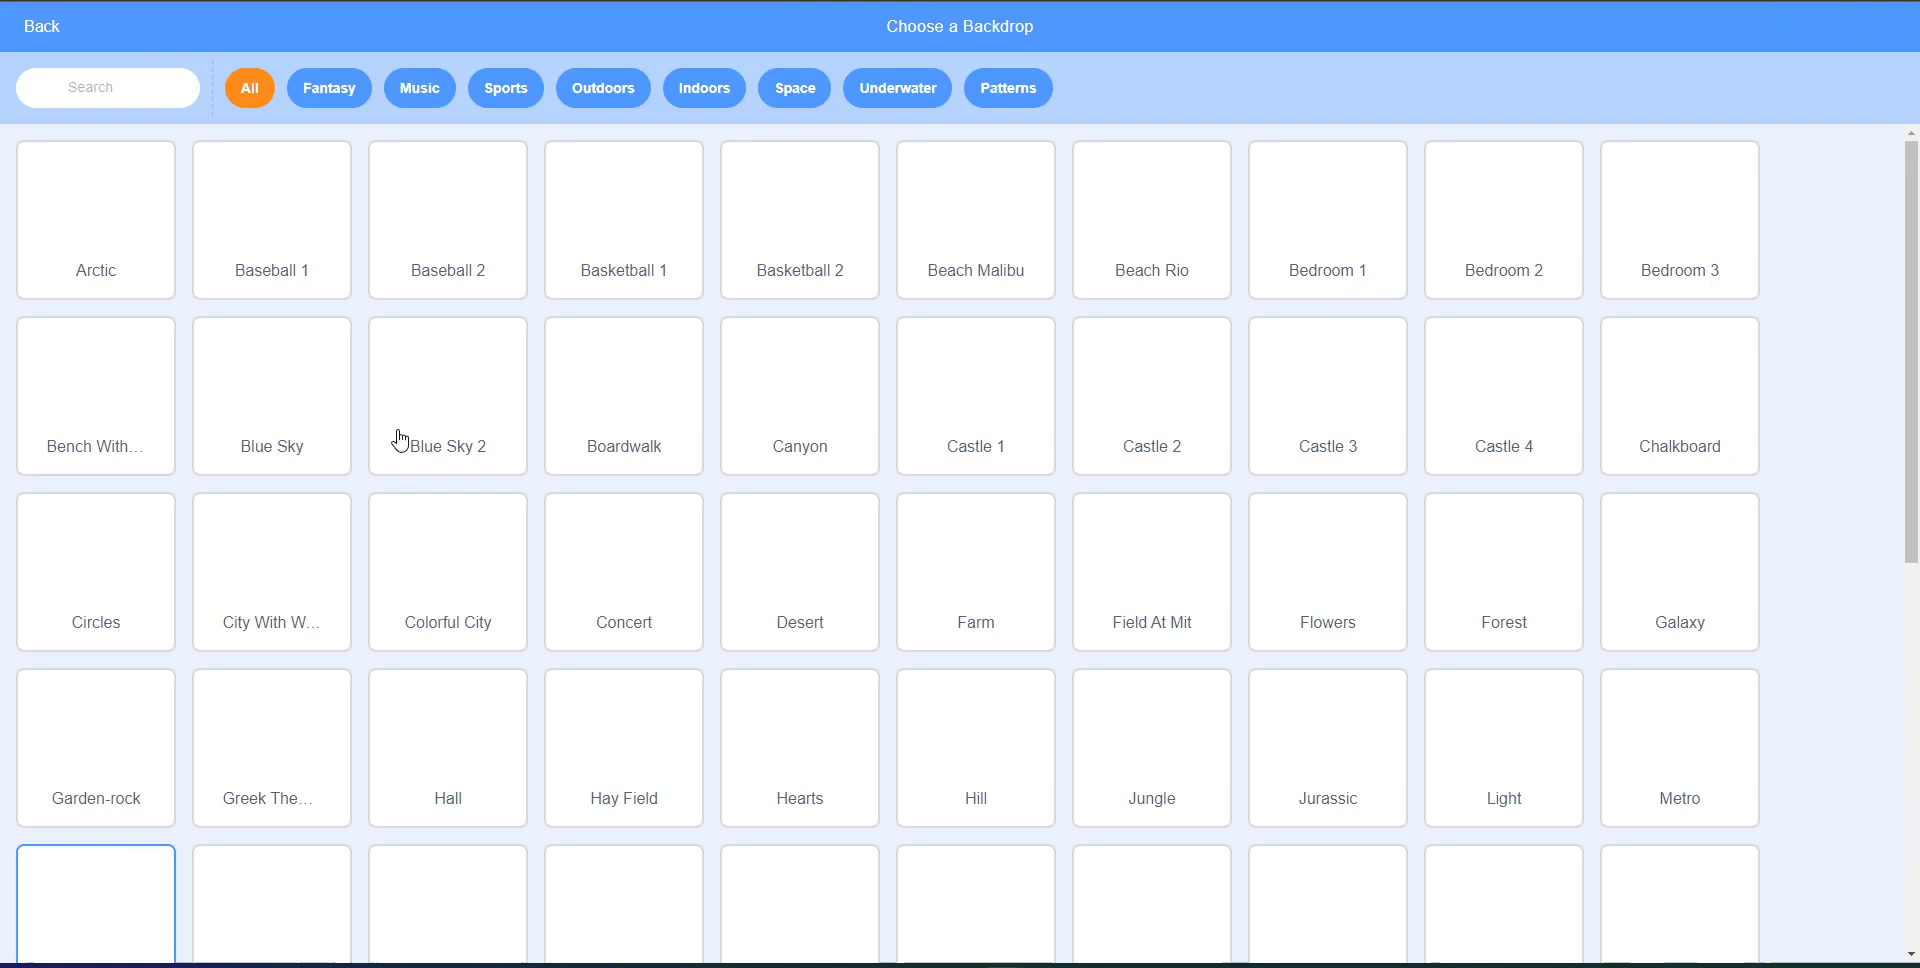 Back
Choose a Backdrop
Search
All Fantasy Music Sports Outdoors Indoors Space Underwater Patterns
Arctic Baseball 1 Baseball 2 Basketball 1 Basketball 2 Beach Malibu Beach Rio Bedroom 1 Bedroom 2 Bedroom 3
Bench With... Blue Sky Blue Sky 2 Boardwalk Canyon Castle 1 Castle 2 Castle 3 Castle 4 Chalkboard
Circles City With W... Colorful City Concert Desert Farm Field At Mit Flowers Forest Galaxy
Garden-rock Greek The... Hall Hay Field Hearts Hill Jungle Jurassic Light Metro